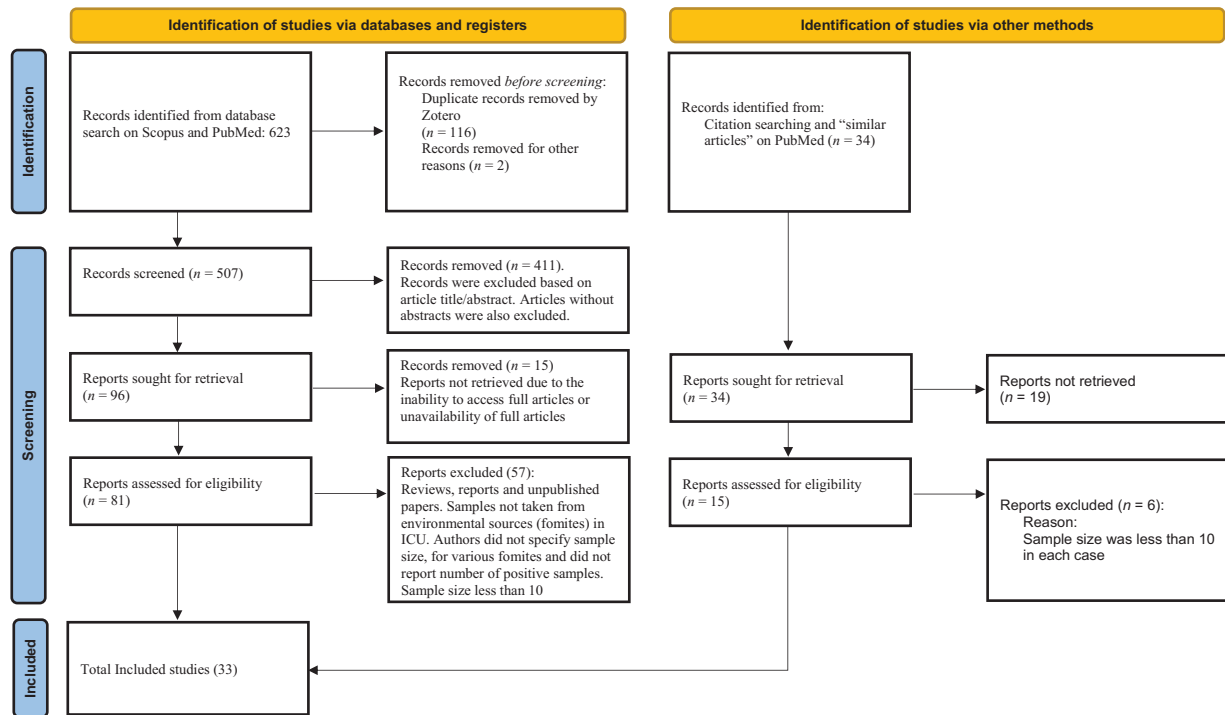 Identification of studies via databases and registers
Identification of studies via other methods
Identification
Records identified from database
search on Scopus and PubMed: 623
Records removed before screening:
Duplicate records removed by
Zotero
(n = 116)
Records removed for other
reasons (n = 2)
Records identified from:
Citation searching and “similar
articles” on PubMed (n = 34)
Screening
Records screened (n = 507)
Records removed (n = 411).
Records were excluded based on
article title/abstract. Articles without
abstracts were also excluded.
Reports sought for retrieval
(n = 96)
Records removed (n = 15)
Reports not retrieved due to the
inability to access full articles or
unavailability of full articles
Reports sought for retrieval
(n = 34)
Reports not retrieved
(n = 19)
Reports assessed for eligibility
(n = 81)
Reports excluded (57):
Reviews, reports and unpublished
papers. Samples not taken from
environmental sources (fomites) in
ICU. Authors did not specify sample
size, for various fomites and did not
report number of positive samples.
Sample size less than 10
Reports assessed for eligibility
(n = 15)
Reports excluded (n = 6):
Reason:
Sample size was less than 10
in each case
Included
Total Included studies (33)